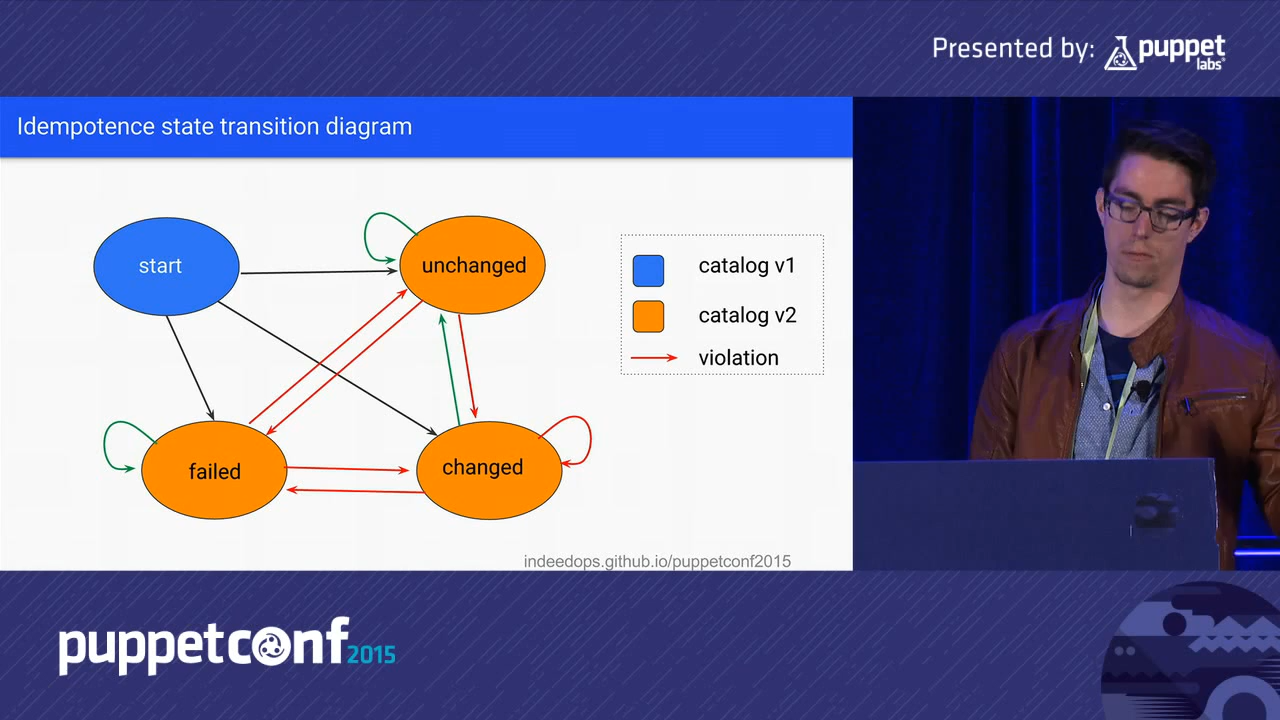 Presented by: puppet
labs
Idempotence state transition diagram
start
unchanged
failed
changed
catalog v1
catalog v2
violation
indeedops.github.io/puppetconf2015
puppetconf 2015